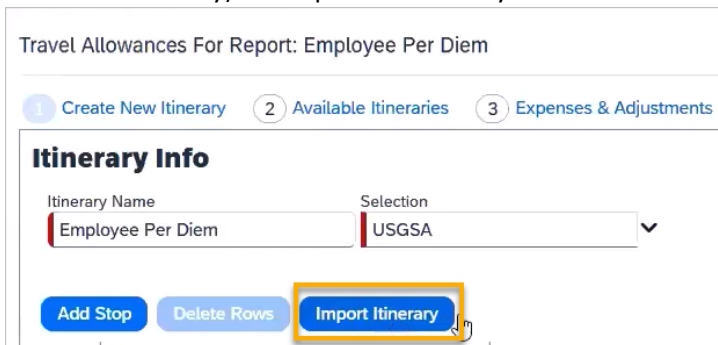 Travel Allowances For Report: Employee Per Diem
1 Create New Itinerary 2 Available Itineraries 3 Expenses & Adjustments
Itinerary Info
Itinerary Name Selection
Employee Per Diem USGSA
Add Stop Delete Rows Import Itinerary